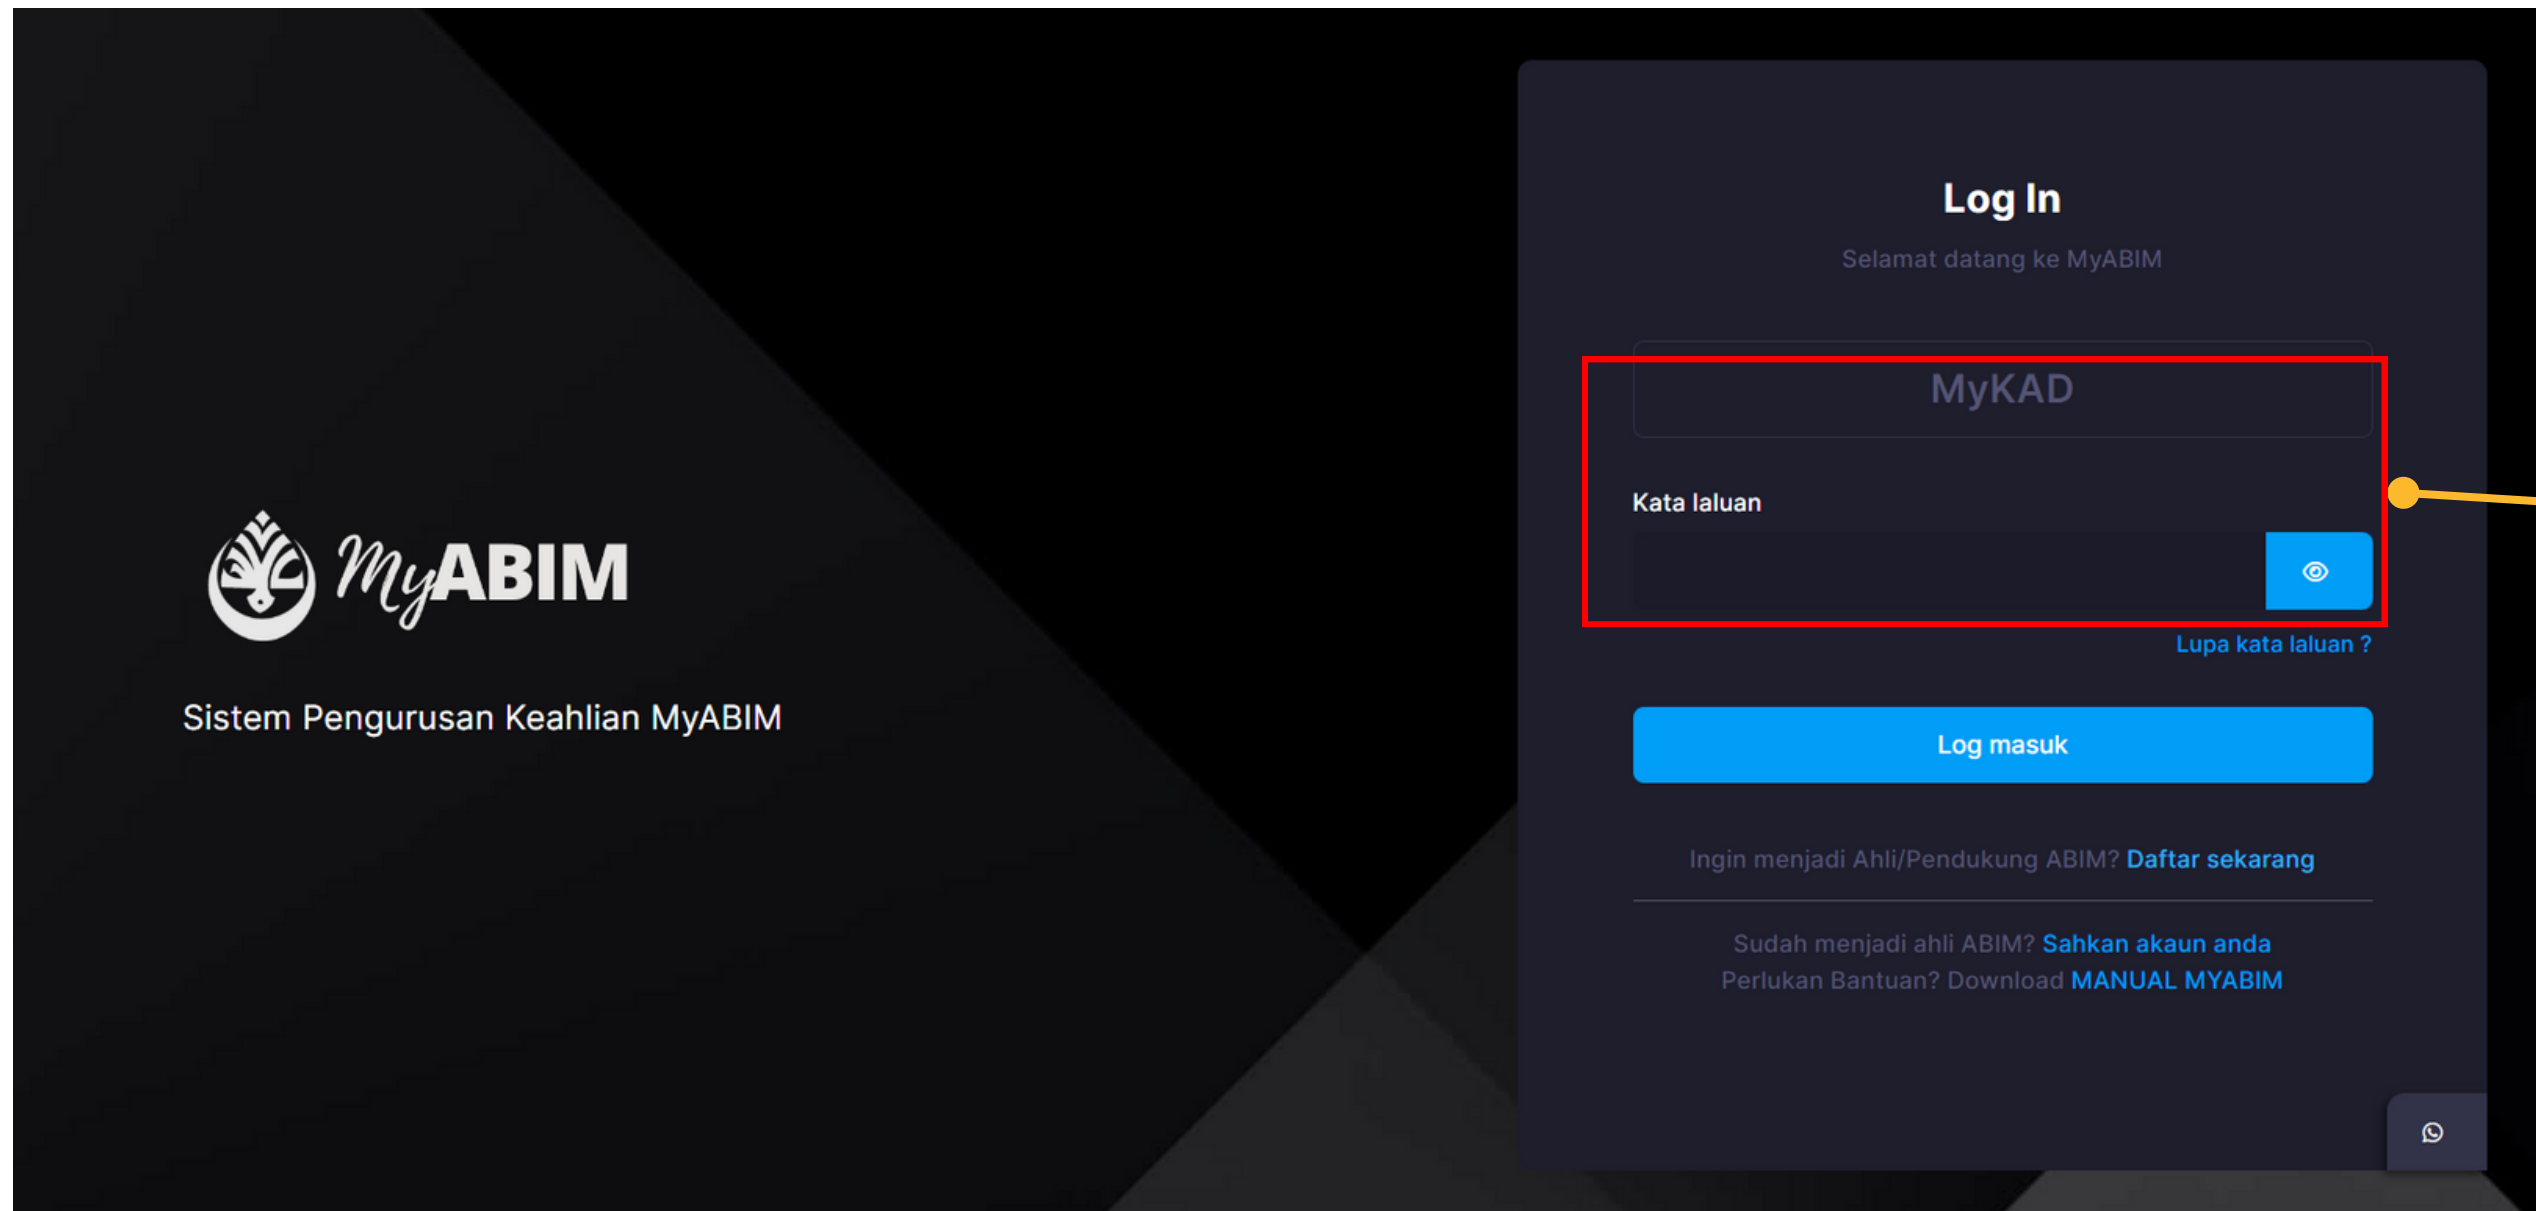 MyABIM
Sistem Pengurusan Keahlian MyABIM
Log In
Selamat datang ke MyABIM
MyKAD
Kata laluan
Lupa kata laluan ?
Log masuk
Ingin menjadi Ahli/Pendukung ABIM? Daftar sekarang
Sudah menjadi ahli ABIM? Sahkan akaun anda
Perlukan Bantuan? Download MANUAL MYABIM